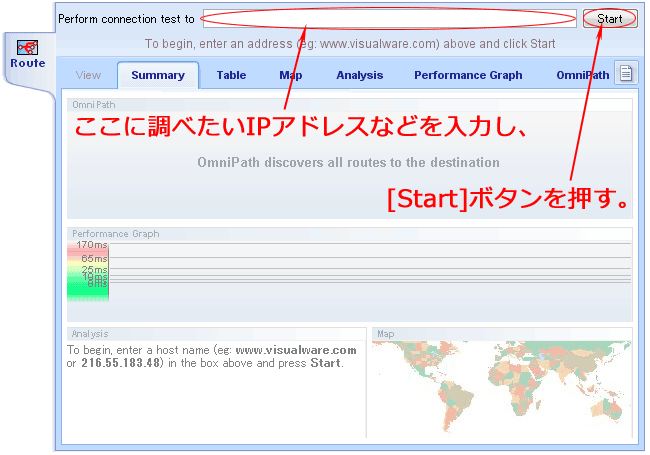 Perform connection test to
Start
To begin, enter an address (eg: www.visualware.com) above and click Start
Route
View Summary Table Map Analysis Performance Graph OmniPath
OmniPath
ここに調べたいIPアドレスなどを入力し、
OmniPath discovers all routes to the destination
[Start]ボタンを押す。
Performance Graph
170ms
65ms
25ms
Analysis
To begin, enter a host name (eg: www.visualware.com
or 216.55.183.48) in the box above and press Start.
Map